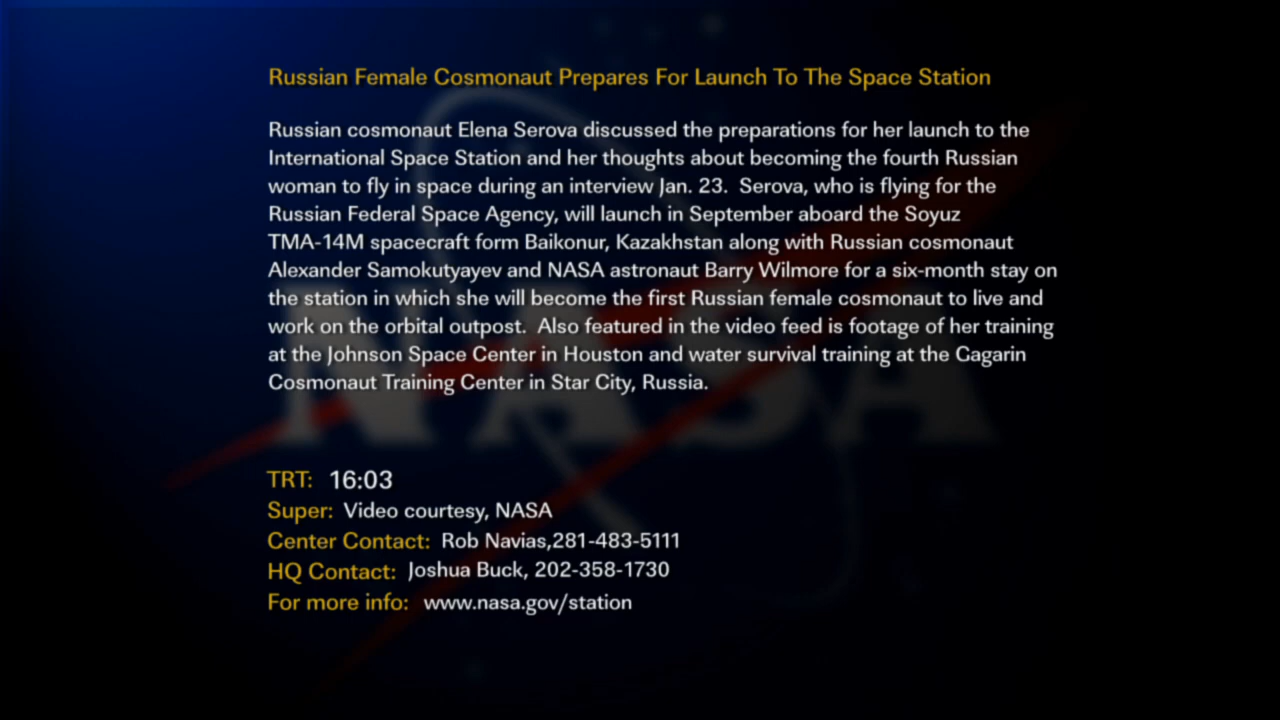 Russian Female Cosmonaut Prepares For Launch To The Space Station
Russian cosmonaut Elena Serova discussed the preparations for her launch to the
International Space Station and her thoughts about becoming the fourth Russian
woman to fly in space during an interview Jan. 23.  Serova, who is flying for the
Russian Federal Space Agency, will launch in September aboard the Soyuz
TMA-14M spacecraft form Baikonur, Kazakhstan along with Russian cosmonaut
Alexander Samokutyayev and NASA astronaut Barry Wilmore for a six-month stay on
the station in which she will become the first Russian female cosmonaut to live and
work on the orbital outpost.  Also featured in the video feed is footage of her training
at the Johnson Space Center in Houston and water survival training at the Gagarin
Cosmonaut Training Center in Star City, Russia.
NASA
TRT: 16:03
Super: Video courtesy, NASA
Center Contact: Rob Navias,281-483-5111
HQ Contact: Joshua Buck, 202-358-1730
For more info: www.nasa.gov/station